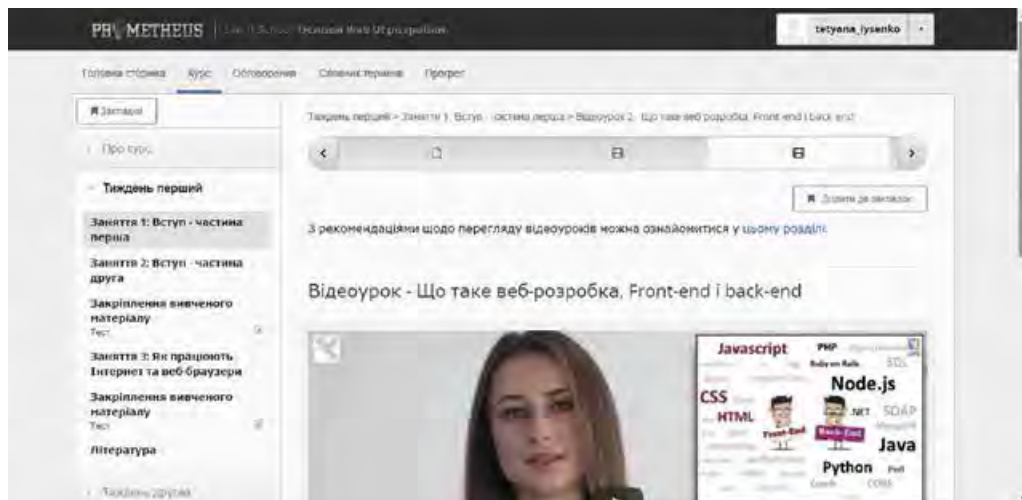 PROMETHEUS
Основи Web UI розробки
tetyana_lysenko
Головна сторінка Курс Обговорення Словник термінів Прогрес
Закладки
Тиждень перший > Заняття 1: Вступ - частина перша > Відеоурок 2 - Що таке веб розробка, Front-end і back-end
Про курс
Тиждень перший
Додати до закладок
Заняття 1: Вступ - частина
перша
З рекомендаціями щодо перегляду відеоуроків можна ознайомитися у цьому розділі.
Заняття 2: Вступ - частина
друга
Відеоурок - Що таке веб-розробка, Front-end і back-end
Закріплення вивченого
матеріалу
Тест
Заняття 3: Як працюють
Інтернет та веб-браузери
Закріплення вивченого
матеріалу
Тест
Література
Тиждень другий
Javascript PHP
Ruby on Rails SQL
Node.js
CSS
.NET SOAP
HTML
Front-End Back-End
Java
Python Perl
CORS